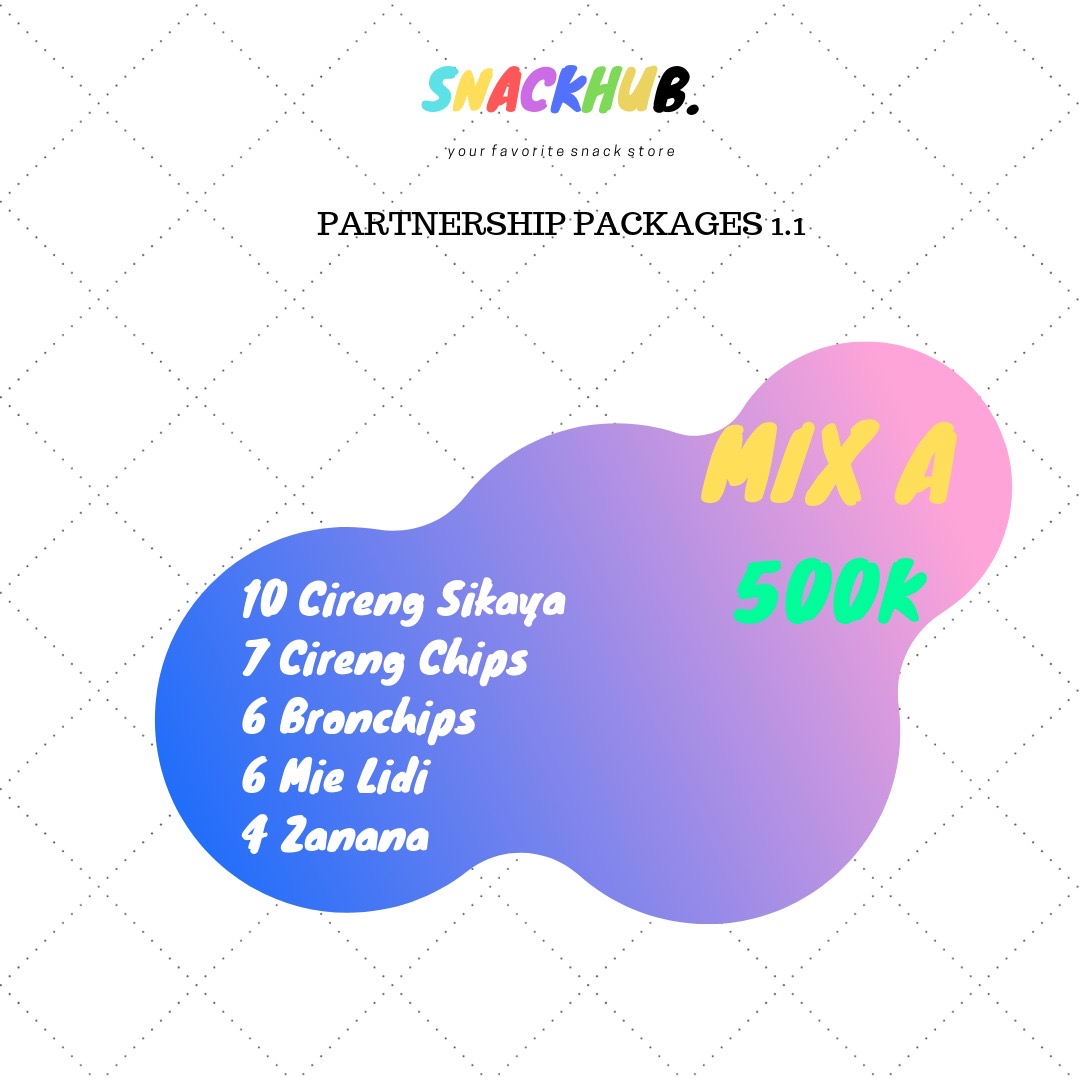 SNACKHUB.
your favorite snack store
PARTNERSHIP PACKAGES 1.1
MIX A
500K
10 Cireng Sikaya
7 Cireng Chips
6 Bronchips
6 Mie Lidi
4 Zanana